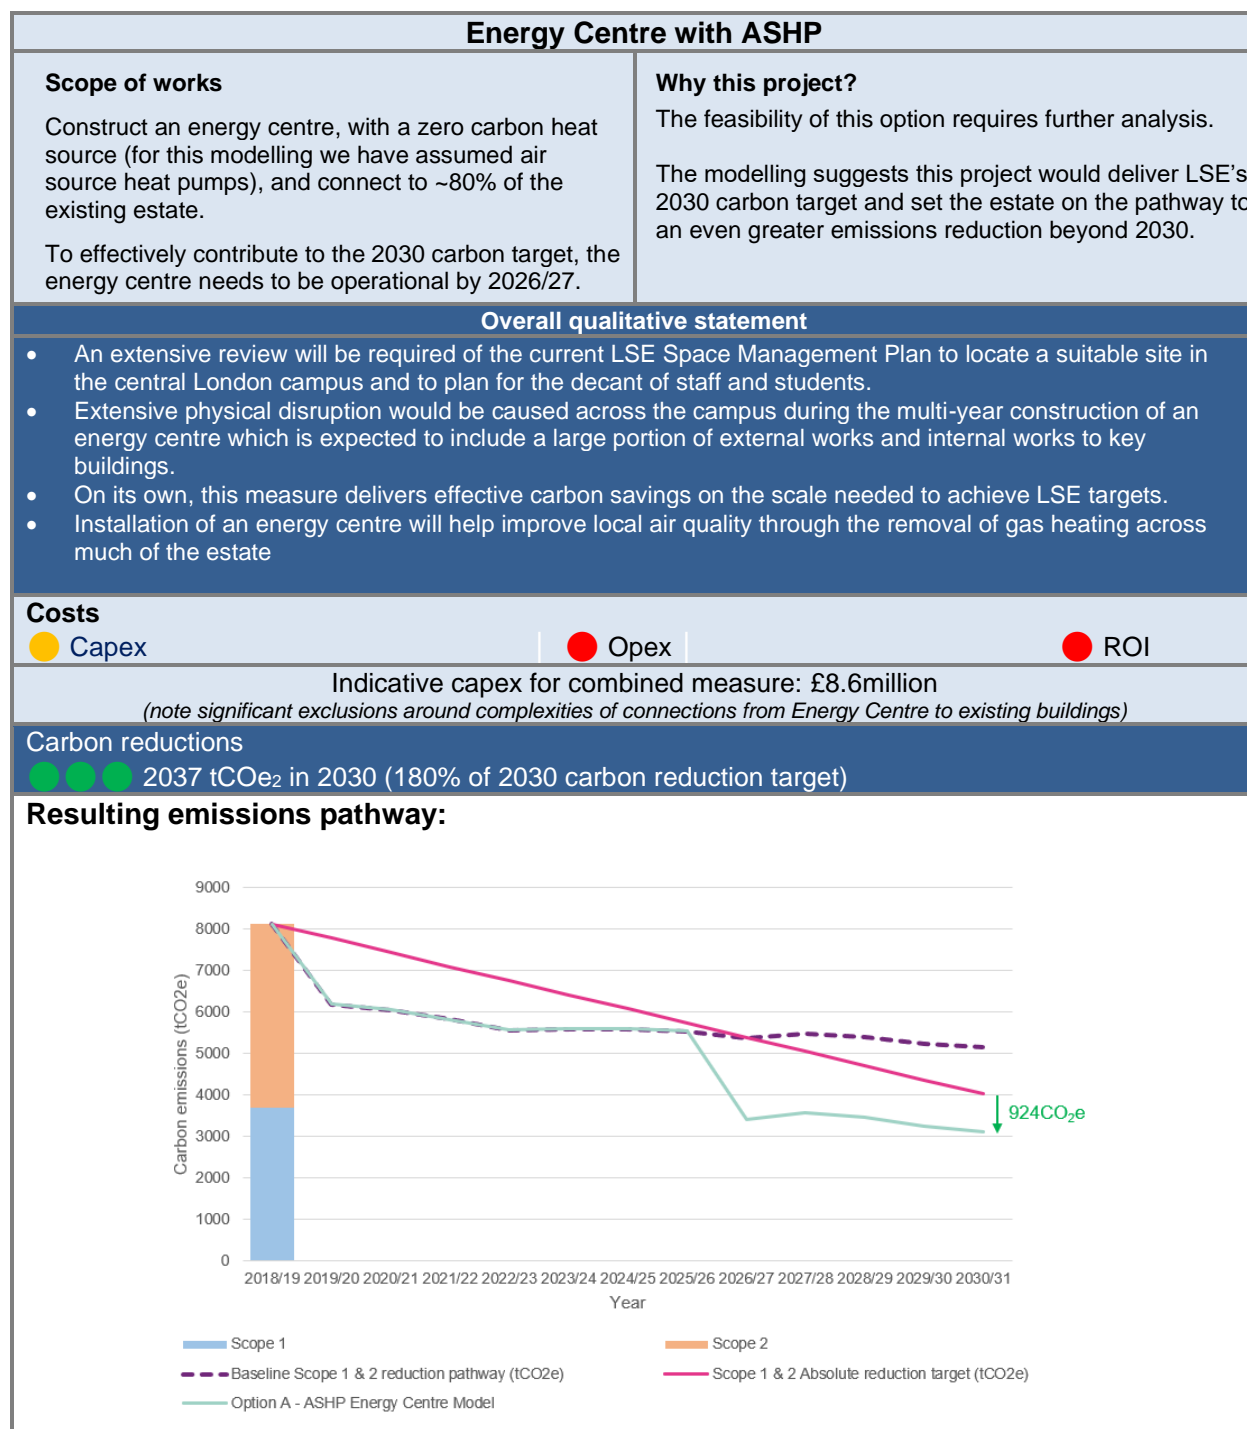 Energy Centre with ASHP
Scope of works
Construct an energy centre, with a zero carbon heat
source (for this modelling we have assumed air
source heat pumps), and connect to ~80% of the
existing estate.
To effectively contribute to the 2030 carbon target, the
energy centre needs to be operational by 2026/27.
Why this project?
The feasibility of this option requires further analysis.
The modelling suggests this project would deliver LSE's
2030 carbon target and set the estate on the pathway to
an even greater emissions reduction beyond 2030.
Overall qualitative statement
• An extensive review will be required of the current LSE Space Management Plan to locate a suitable site in
the central London campus and to plan for the decant of staff and students.
• Extensive physical disruption would be caused across the campus during the multi-year construction of an
energy centre which is expected to include a large portion of external works and internal works to key
buildings.
• On its own, this measure delivers effective carbon savings on the scale needed to achieve LSE targets.
• Installation of an energy centre will help improve local air quality through the removal of gas heating across
much of the estate
Costs
Capex
Opex
ROI
Indicative capex for combined measure: £8.6million
(note significant exclusions around complexities of connections from Energy Centre to existing buildings)
Carbon reductions
2037 tCOe₂ in 2030 (180% of 2030 carbon reduction target)
Resulting emissions pathway:
Carbon emissions (tCO2e)
9000
8000
7000
6000
5000
4000
3000
2000
1000
0
924CO₂e
2018/19 2019/20 2020/21 2021/22 2022/23 2023/24 2024/25 2025/26 2026/27 2027/28 2028/29 2029/30 2030/31
Year
Scope 1
Scope 2
Baseline Scope 1 & 2 reduction pathway (tCO2e)
Scope 1 & 2 Absolute reduction target (tCO2e)
Option A - ASHP Energy Centre Model